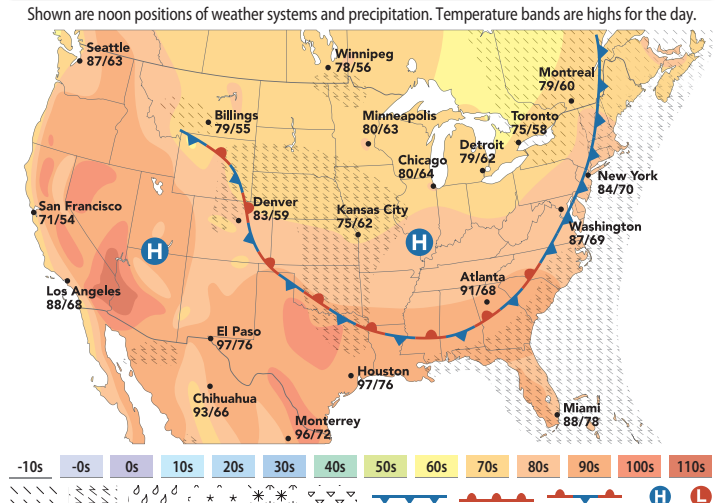 Shown are noon positions of weather systems and precipitation. Temperature bands are highs for the day.
Seattle
87/63
Winnipeg
78/56
Montreal
79/60
Billings
79/55
Minneapolis
80/63
Toronto
75/58
Detroit
79/62
Chicago
80/64
New York
84/70
San Francisco
71/54
Denver
83/59
Kansas City
75/62
Washington
87/69
H
H
Los Angeles
88/68
Atlanta
91/68
El Paso
97/76
Houston
97/76
Chihuahua
93/66
Monterrey
96/72
Miami
88/78
-10s -0s 0s 10s 20s 30s 40s 50s 60s 70s 80s 90s 100s 110s
H L